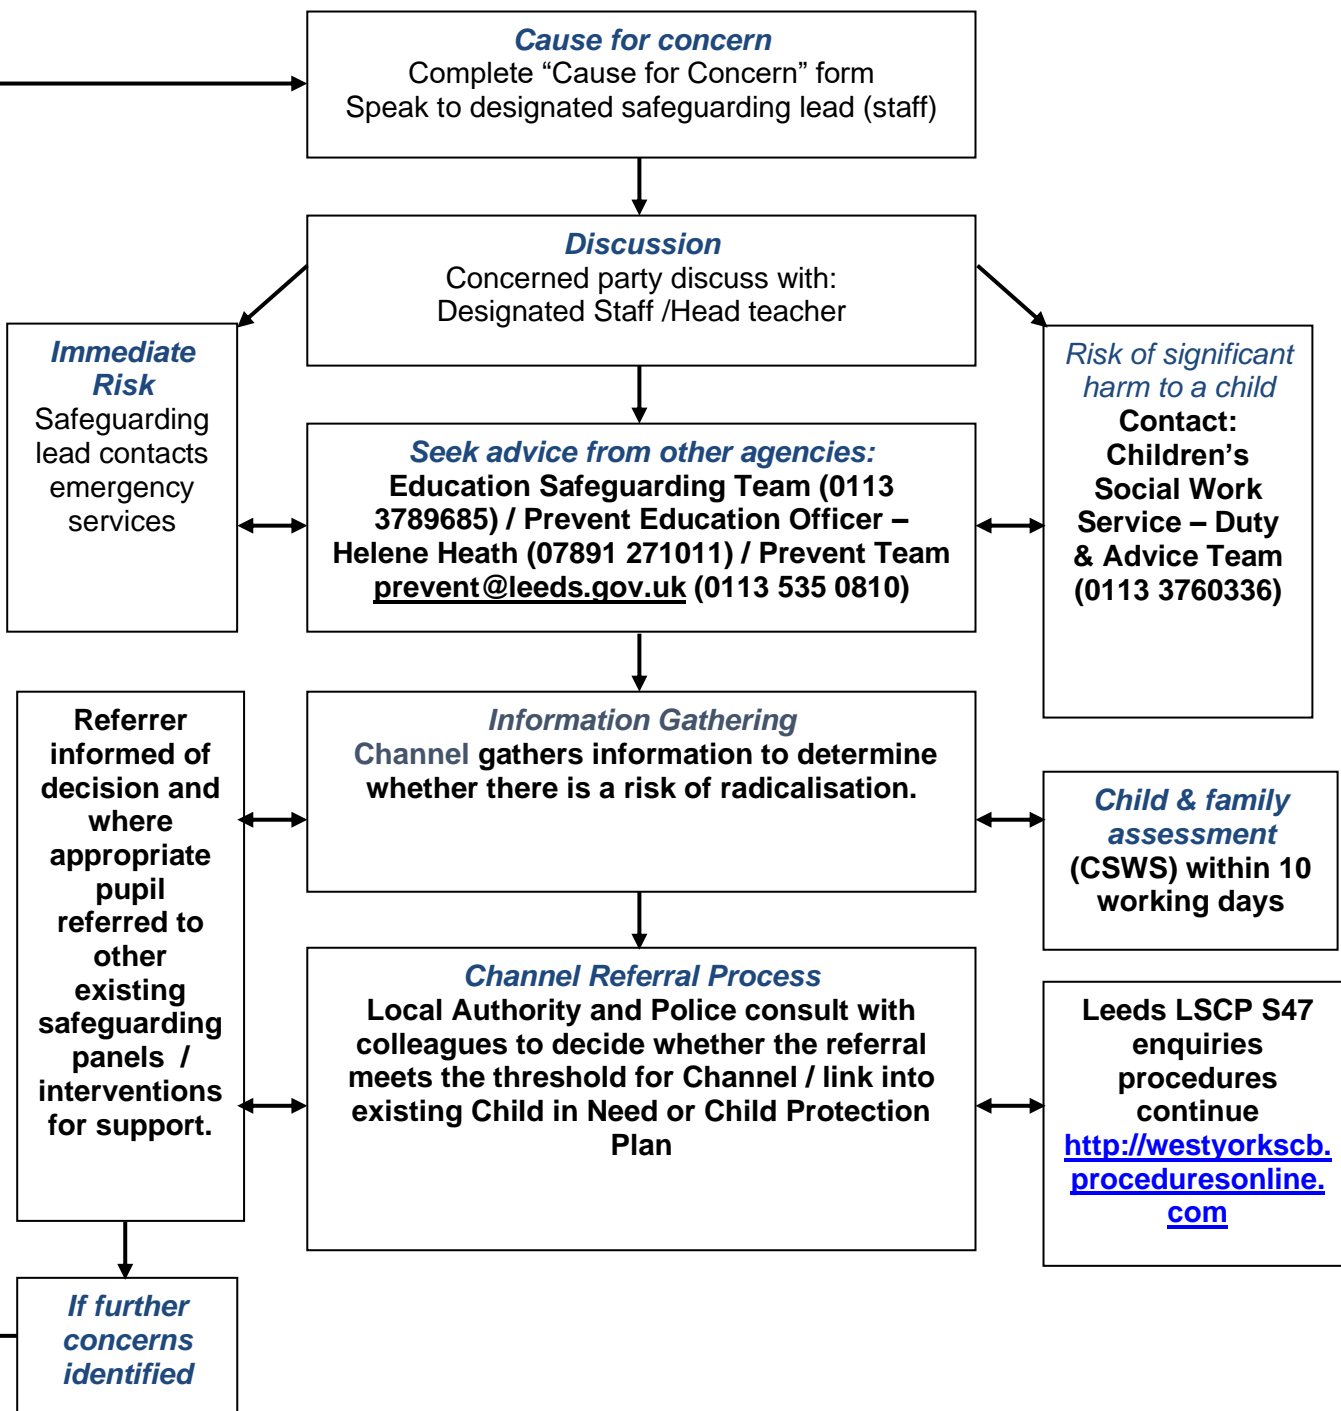 Cause for concern
Complete “Cause for Concern” form
Speak to designated safeguarding lead (staff)
Discussion
Concerned party discuss with:
Designated Staff /Head teacher
Immediate
Risk
Safeguarding
lead contacts
emergency
services
Seek advice from other agencies:
Education Safeguarding Team (0113
3789685) / Prevent Education Officer –
Helene Heath (07891 271011) / Prevent Team
prevent@leeds.gov.uk (0113 535 0810)
Risk of significant
harm to a child
Contact:
Children’s
Social Work
Service – Duty
& Advice Team
(0113 3760336)
Referrer
informed of
decision and
where
appropriate
pupil
referred to
other
existing
safeguarding
panels  /
interventions
for support.
Information Gathering
Channel gathers information to determine
whether there is a risk of radicalisation.
Child & family
assessment
(CSWS) within 10
working days
Channel Referral Process
Local Authority and Police consult with
colleagues to decide whether the referral
meets the threshold for Channel / link into
existing Child in Need or Child Protection
Plan
Leeds LSCP S47
enquiries
procedures
continue
http://westyorkscb.
proceduresonline.
com
If further
concerns
identified